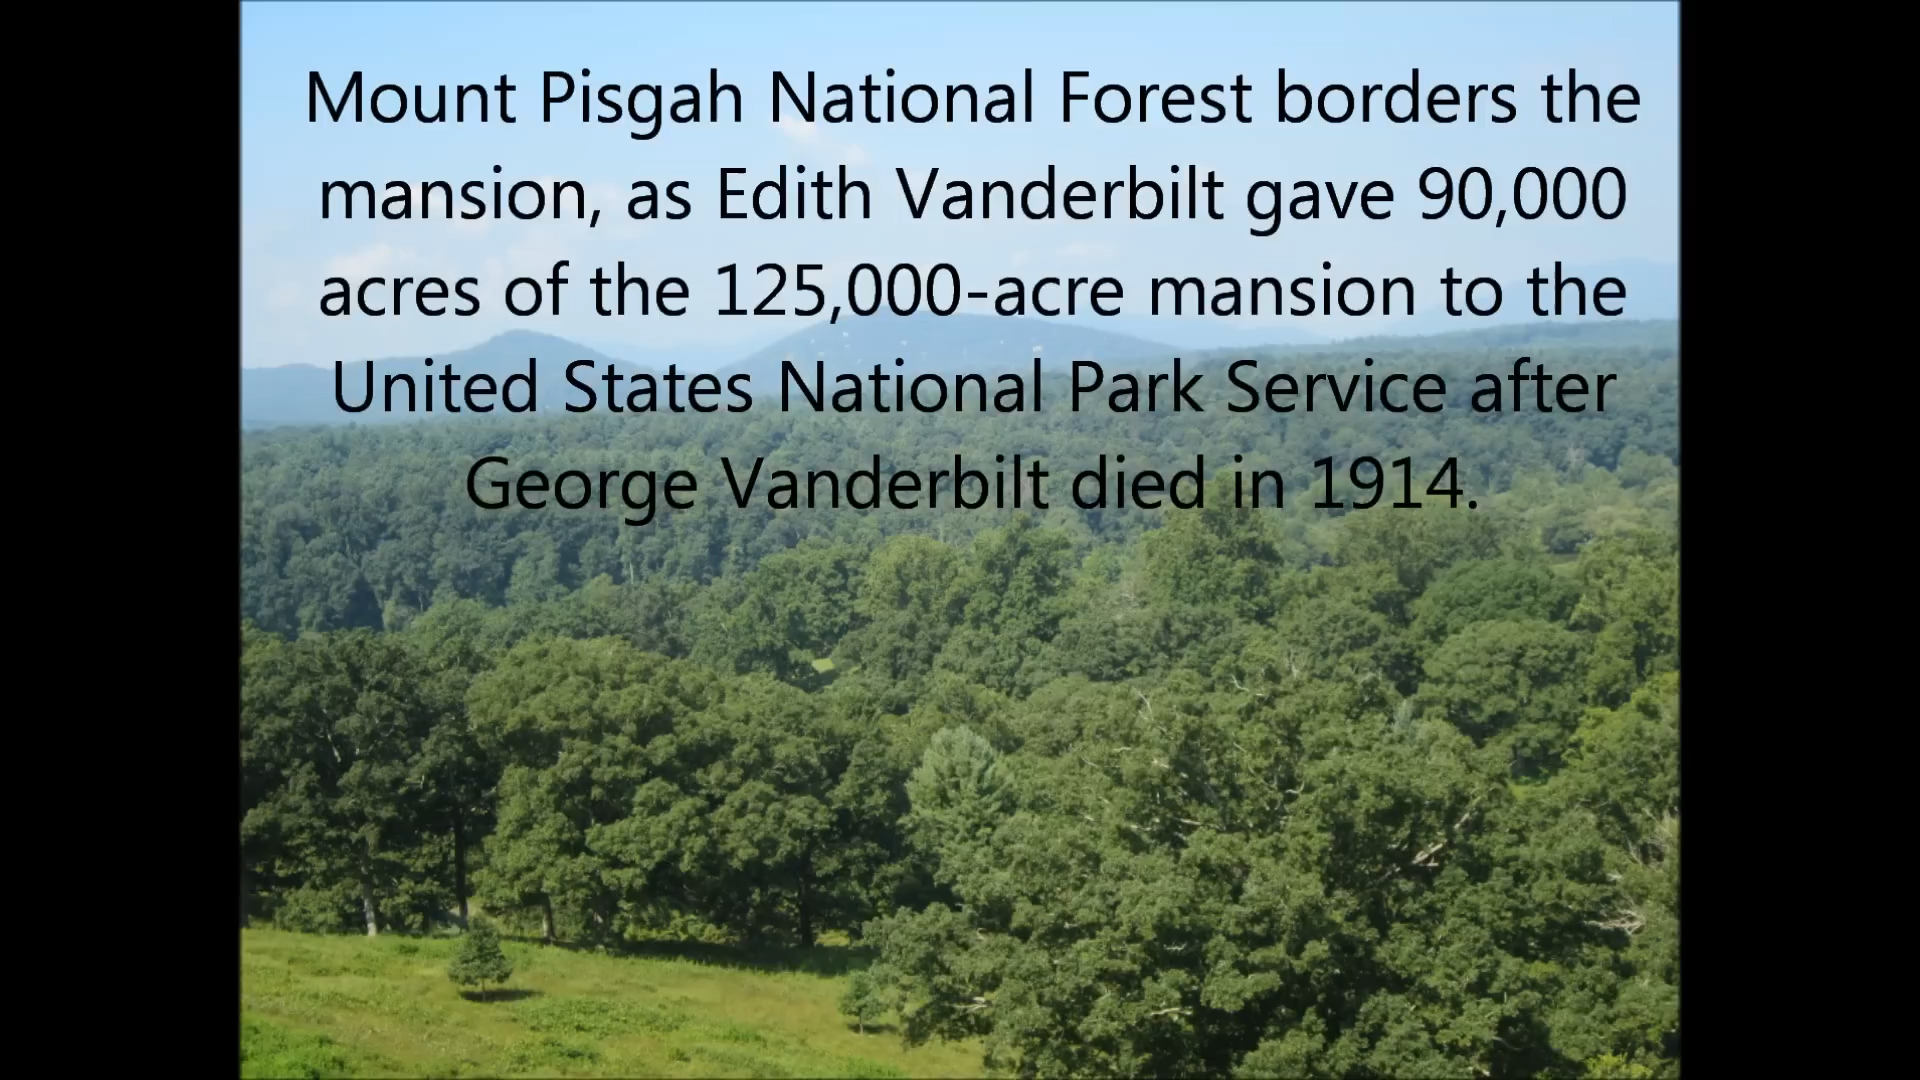 Mount Pisgah National Forest borders the
mansion, as Edith Vanderbilt gave 90,000
acres of the 125,000-acre mansion to the
United States National Park Service after
George Vanderbilt died in 1914.